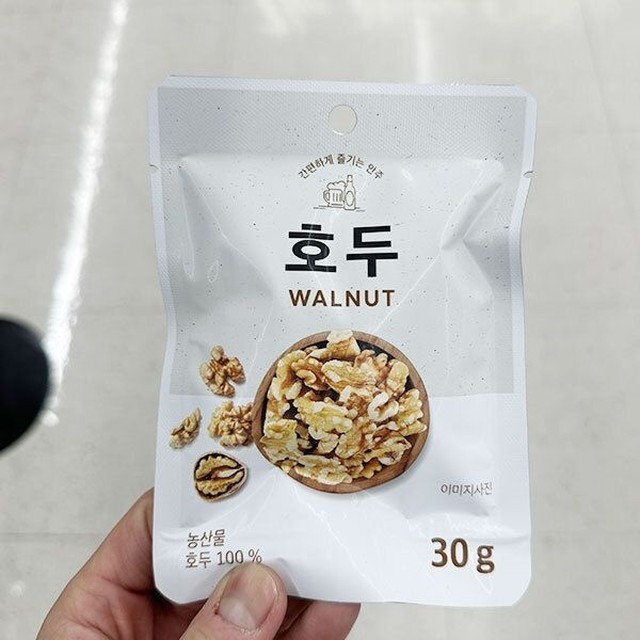 간편하게 즐기는 안주
호두
WALNUT
이미지사진
농산물
호두 100 %
30 g